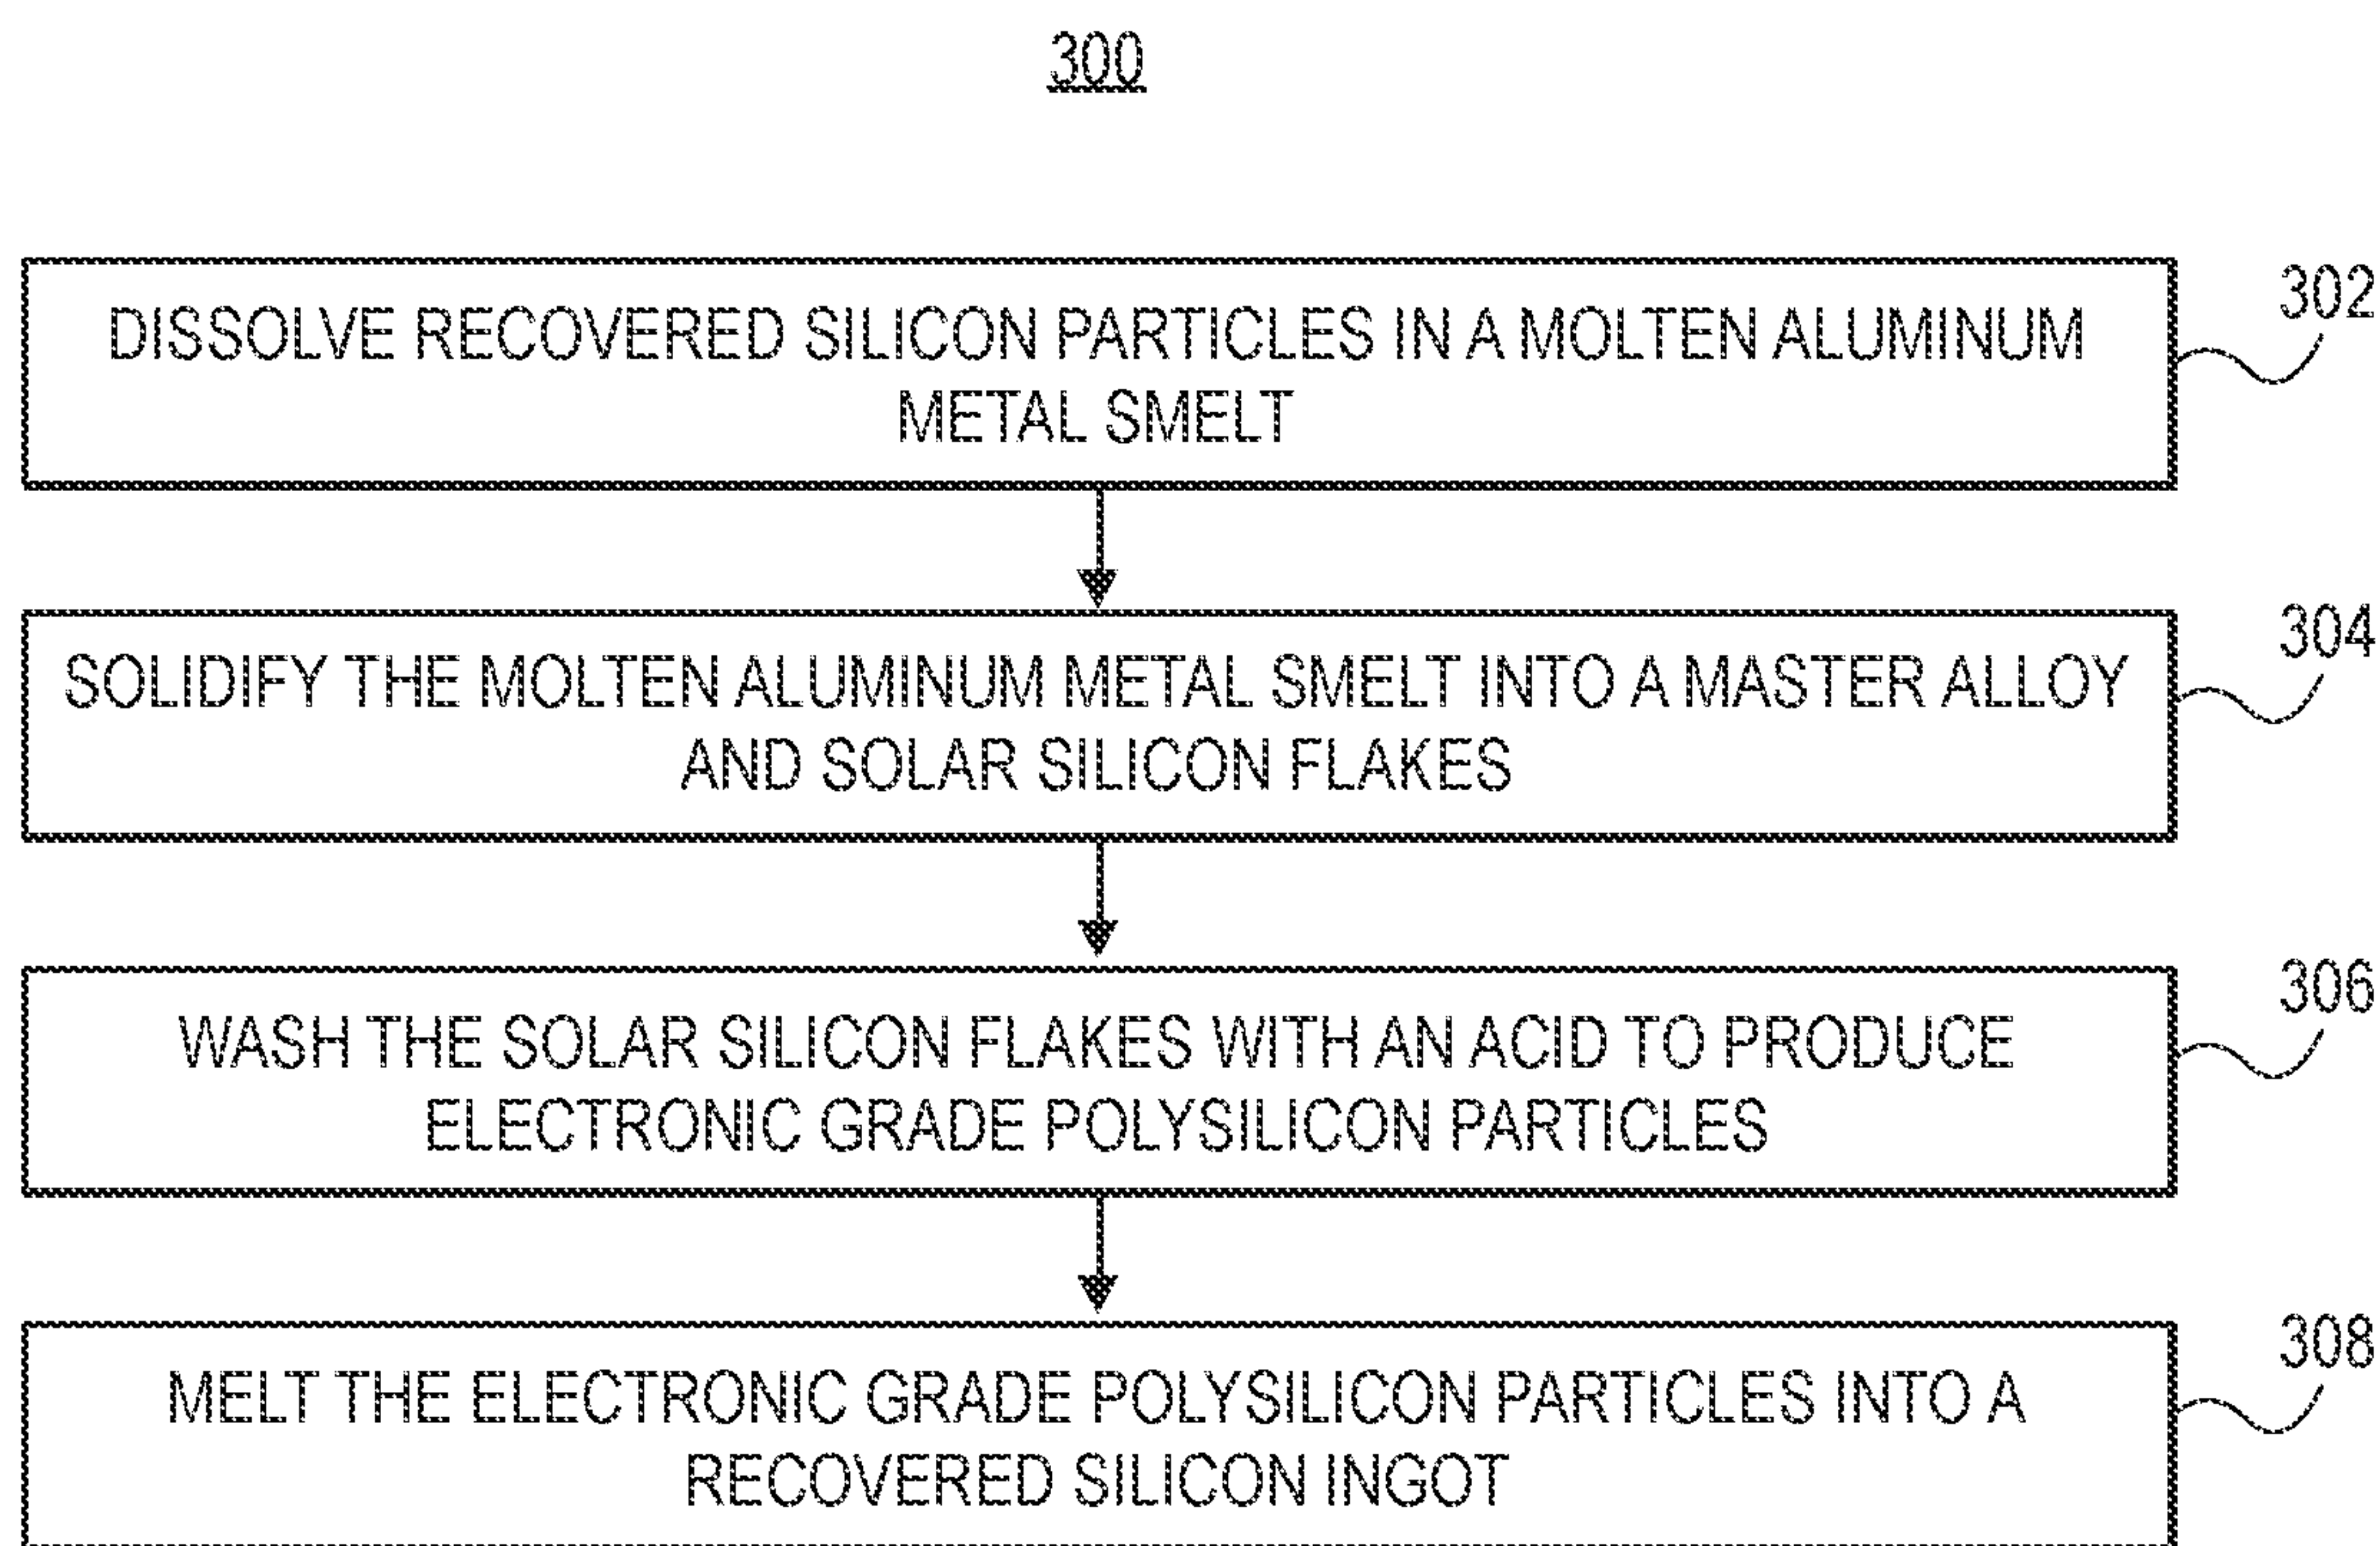 300
DISSOLVE RECOVERED SILICON PARTICLES IN A MOLTEN ALUMINUM
METAL SMELT
302
SOLIDIFY THE MOLTEN ALUMINUM METAL SMELT INTO A MASTER ALLOY
AND SOLAR SILICON FLAKES
304
WASH THE SOLAR SILICON FLAKES WITH AN ACID TO PRODUCE
ELECTRONIC GRADE POLYSILICON PARTICLES
306
MELT THE ELECTRONIC GRADE POLYSILICON PARTICLES INTO A
RECOVERED SILICON INGOT
308